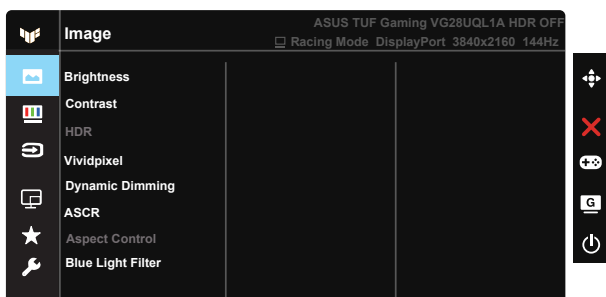 ASUS TUF Gaming VG28UQL1A HDR OFF
Image
Racing Mode DisplayPort 3840x2160 144Hz
Brightness
Contrast
HDR
Vividpixel
Dynamic Dimming
ASCR
Aspect Control
Blue Light Filter
G